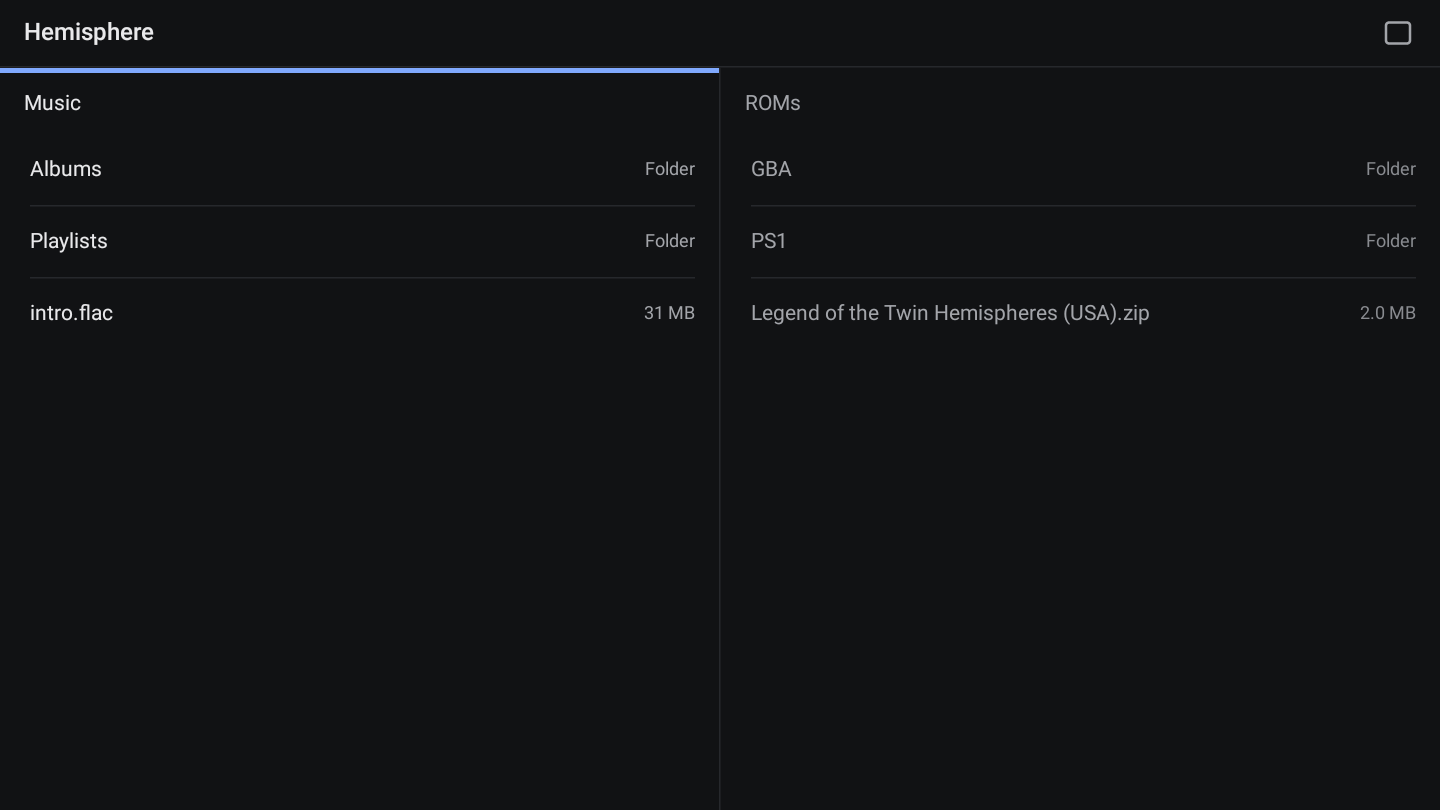 Hemisphere
Music
Albums Folder
Playlists Folder
intro.flac 31 MB
ROMs
GBA Folder
PS1 Folder
Legend of the Twin Hemispheres (USA).zip 2.0 MB